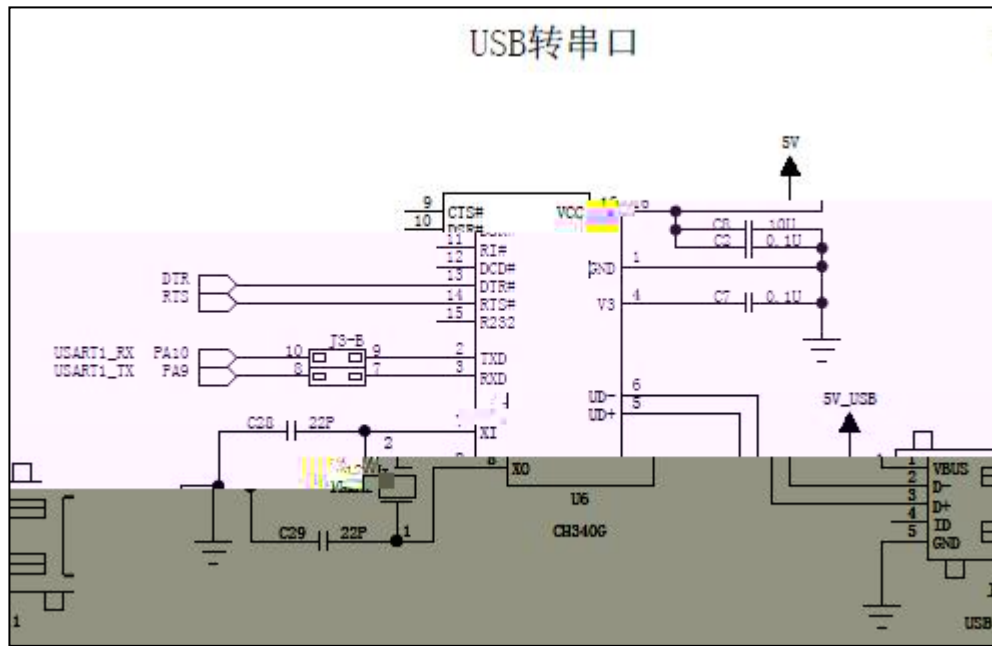 USB转串口
5V
9 CTS#
10
VCC
C8 10U
C2 0.1U
11 RI#
12 DCD#
13 DTR#
14 RTS#
15 R232
DTR
RTS
GND 1
V3 4
C7 0.1U
J3-B
USART1_RX PA10 10 9 2 TXD
USART1_TX PA9 8 7 3 RXD
UD- 6
UD+ 5
5V_USB
C28 22P
XI
2
8 XO
U6
CH340G
C29 22P
1
1 VBUS
2 D-
3 D+
4 ID
5 GND
USB
1